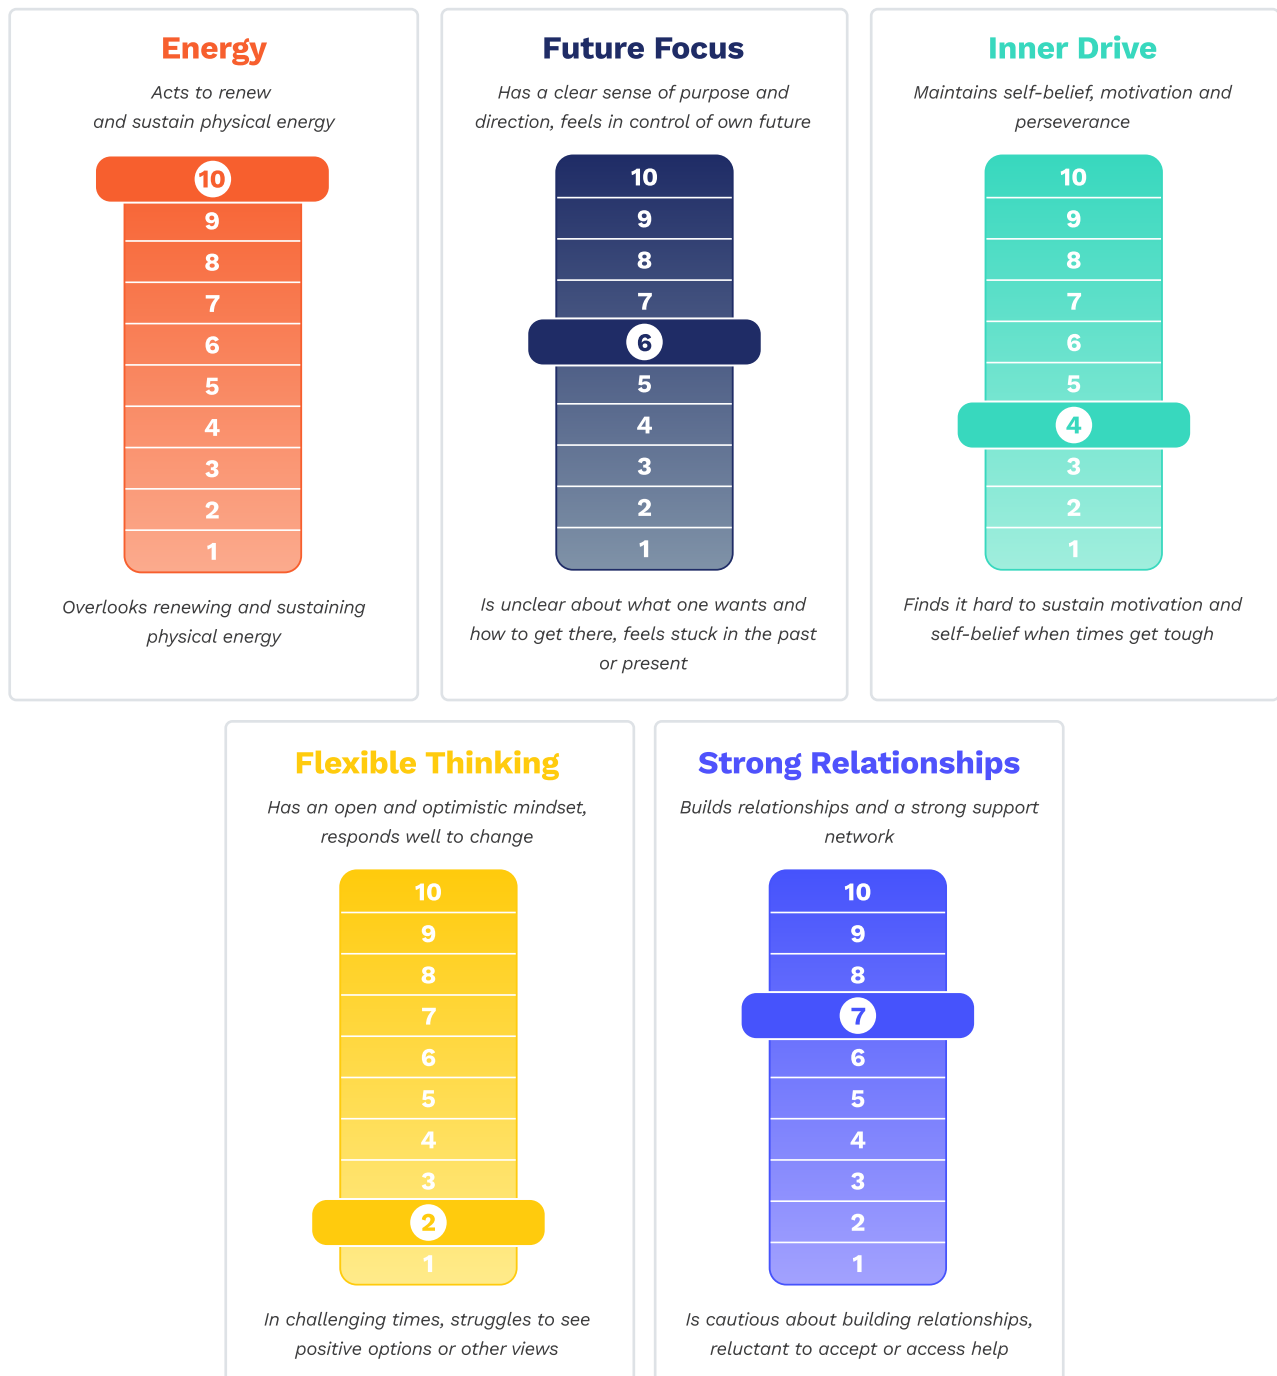 Energy
Acts to renew
and sustain physical energy
10
9
8
7
6
5
4
3
2
1
Overlooks renewing and sustaining
physical energy
Future Focus
Has a clear sense of purpose and
direction, feels in control of own future
10
9
8
7
6
5
4
3
2
1
Is unclear about what one wants and
how to get there, feels stuck in the past
or present
Inner Drive
Maintains self-belief, motivation and
perseverance
10
9
8
7
6
5
4
3
2
1
Finds it hard to sustain motivation and
self-belief when times get tough
Flexible Thinking
Has an open and optimistic mindset,
responds well to change
10
9
8
7
6
5
4
3
2
1
In challenging times, struggles to see
positive options or other views
Strong Relationships
Builds relationships and a strong support
network
10
9
8
7
6
5
4
3
2
1
Is cautious about building relationships,
reluctant to accept or access help